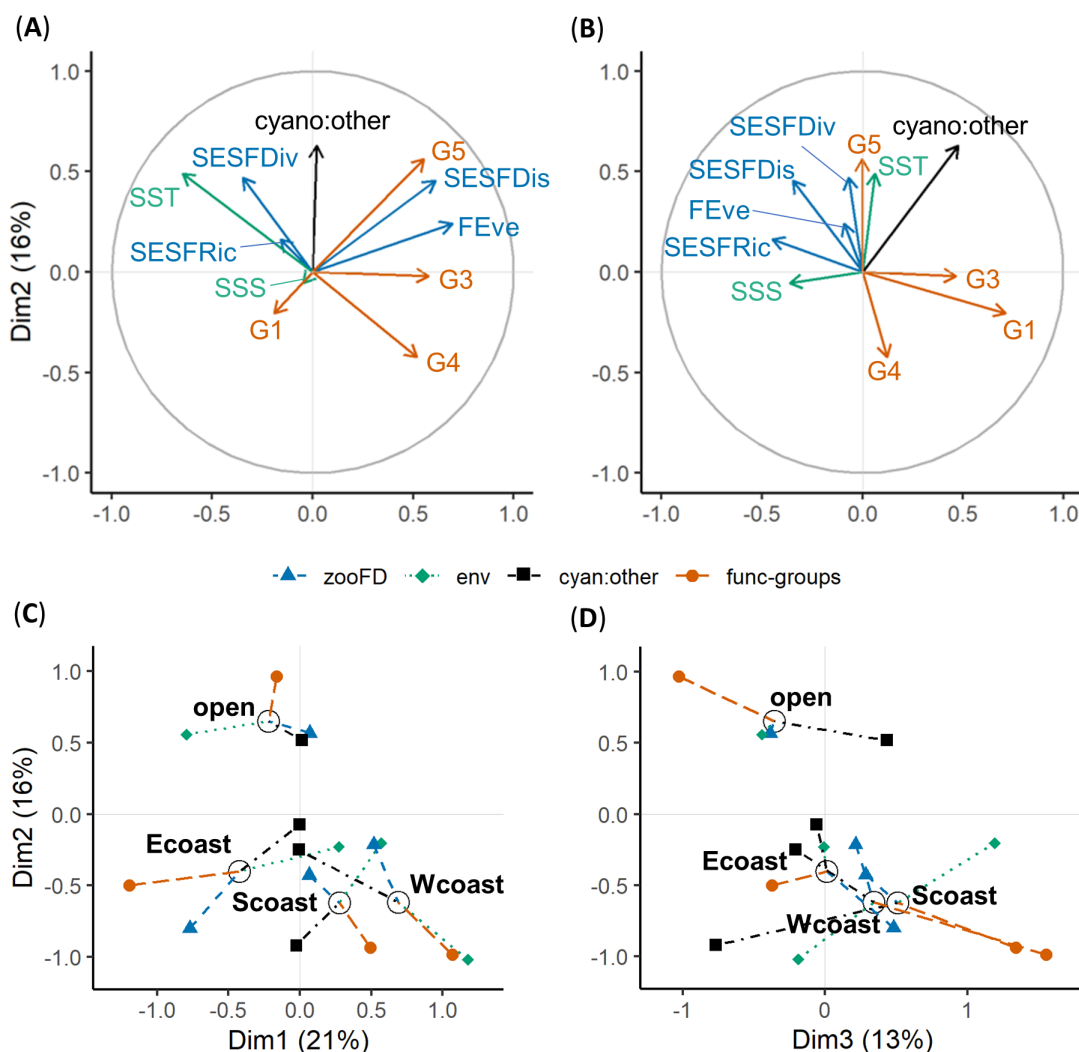 (A)
(B)
1.0
0.5
0.0
-0.5
-1.0
Dim2 (16%)
cyano:other
SESFDiv
G5
SST
SESFDis
FEve
SESFRic
SSS
G3
G1
G4
-1.0 -0.5 0.0 0.5 1.0
1.0
0.5
0.0
-0.5
-1.0
SESFDiv
cyano:other
G5
SESFDis
SST
FEve
SESFRic
SSS
G3
G1
G4
-1.0 -0.5 0.0 0.5 1.0
zooFD env cyan:other func-groups
(C)
(D)
1.0
0.5
0.0
-0.5
-1.0
Dim2 (16%)
open
Ecoast
Scoast
Wcoast
-1.0 -0.5 0.0 0.5 1.0
Dim1 (21%)
1.0
0.5
0.0
-0.5
-1.0
open
Ecoast
Scoast
Wcoast
-1 0 1
Dim3 (13%)